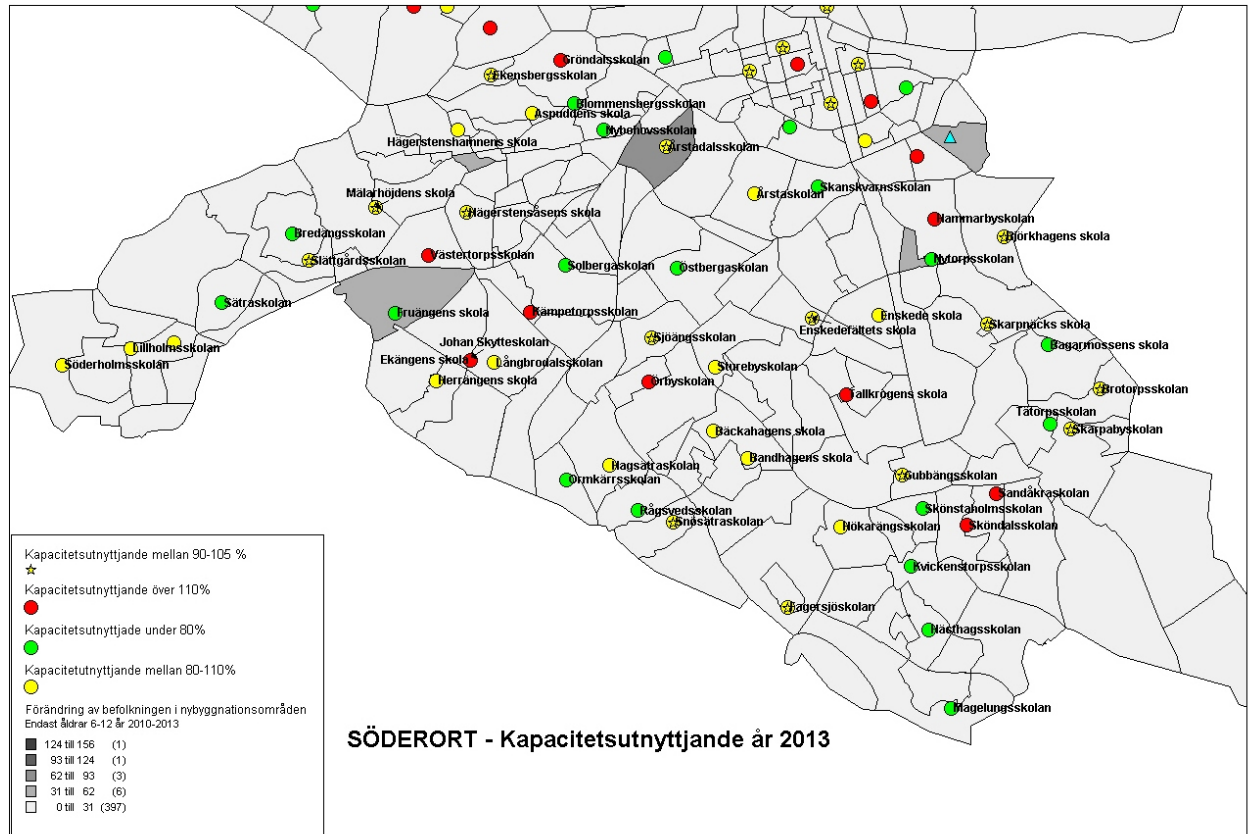 Gröndalsskolan
Ekensbergsskolan
Blommensbergsskolan
Aspuddens skola
Nybohovsskolan
Hägerstenshamnens skola
Årstadalsskolan
Skanskvarnsskolan
Mälarhöjdens skola
Årstaskolan
Hägerstensåsens skola
Hammarbyskolan
Bredängsskolan
Björkhagens skola
Västertorpsskolan
Slättgårdsskolan
Nytorpsskolan
Solbergaskolan
Östbergaskolan
Sätraskolan
Fruängens skola
Kämpetorpsskolan
Enskede skola
Skarpnäcks skola
Enskedefältets skola
Sjöängsskolan
Johan Skytteskolan
Bagarmossens skola
Lillholmsskolan
Ekängens skola
Långbrodalsskolan
Söderholmsskolan
Sturebyskolan
Herrängens skola
Örbyskolan
Brotorpsskolan
Tallkrogens skola
Tätorpsskolan
Skarpabyskolan
Bäckahagens skola
Bandhagens skola
Hagsätraskolan
Gubbängsskolan
Ormkärrsskolan
Sandåkraskolan
Skönstaholmsskolan
Rågsvedsskolan
Snösätraskolan
Sköndalsskolan
Hökarängsskolan
Kvickenstorpsskolan
Fagersjöskolan
Hästhagsskolan
Magelungsskolan
Kapacitetsutnyttjande mellan 90-105 %
Kapacitetsutnyttjande över 110%
Kapacitetsutnyttjade under 80%
Kapacitetutnyttjande mellan 80-110%
Förändring av befolkningen i nybyggnationsområden
Endast åldrar 6-12 år 2010-2013
124 till 156 (1)
93 till 124 (1)
62 till 93 (3)
31 till 62 (6)
0 till 31 (397)
SÖDERORT - Kapacitetsutnyttjande år 2013